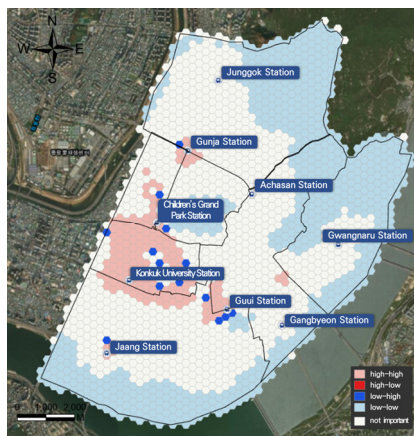 N
W E
S
Junggok Station
Gunja Station
Achasan Station
Children's Grand
Park Station
Gwangnaru Station
Konkuk University Station
Guui Station
Gangbyeon Station
Jaang Station
high-high
high-low
low-high
low-low
not important